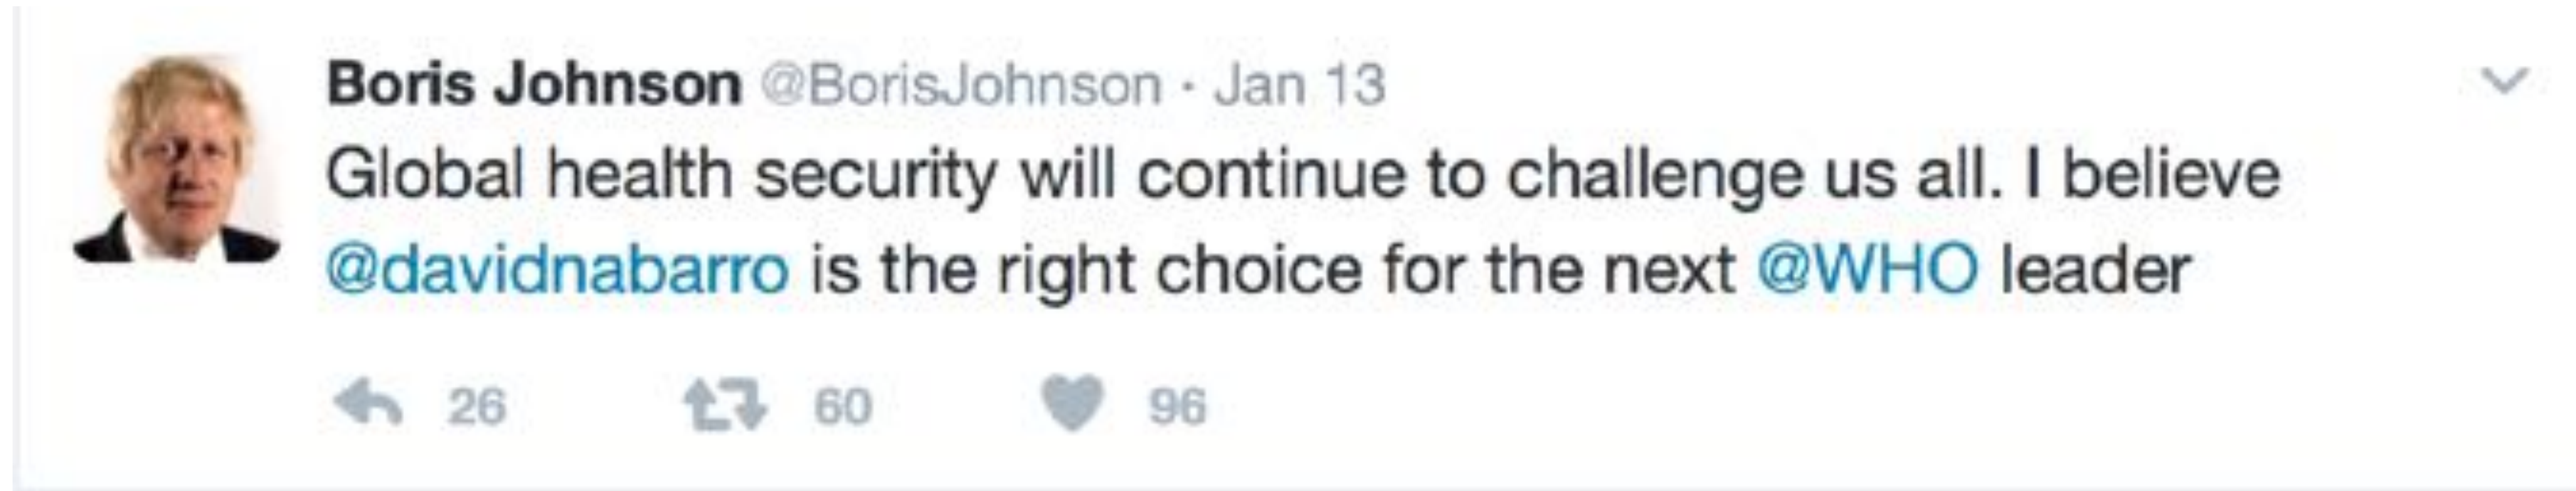 Boris Johnson @BorisJohnson · Jan 13
Global health security will continue to challenge us all. I believe
@davidnabarro is the right choice for the next @WHO leader
26 60 96